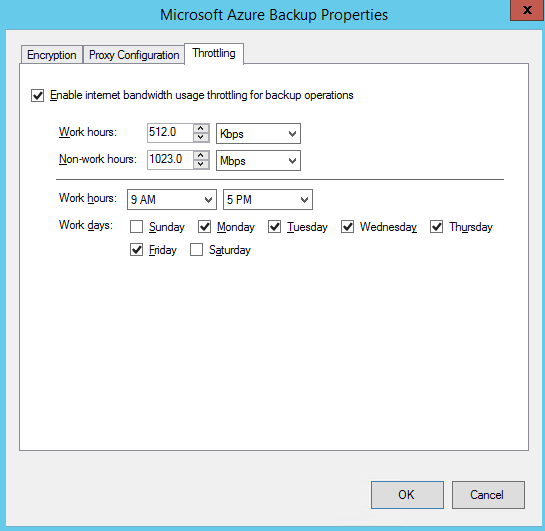 Microsoft Azure Backup Properties
x
Encryption Proxy Configuration Throttling
Enable internet bandwidth usage throttling for backup operations
Work hours: 512.0 Kbps
Non-work hours: 1023.0 Mbps
Work hours: 9 AM 5 PM
Work days: Sunday Monday Tuesday Wednesday Thursday
Friday Saturday
OK Cancel